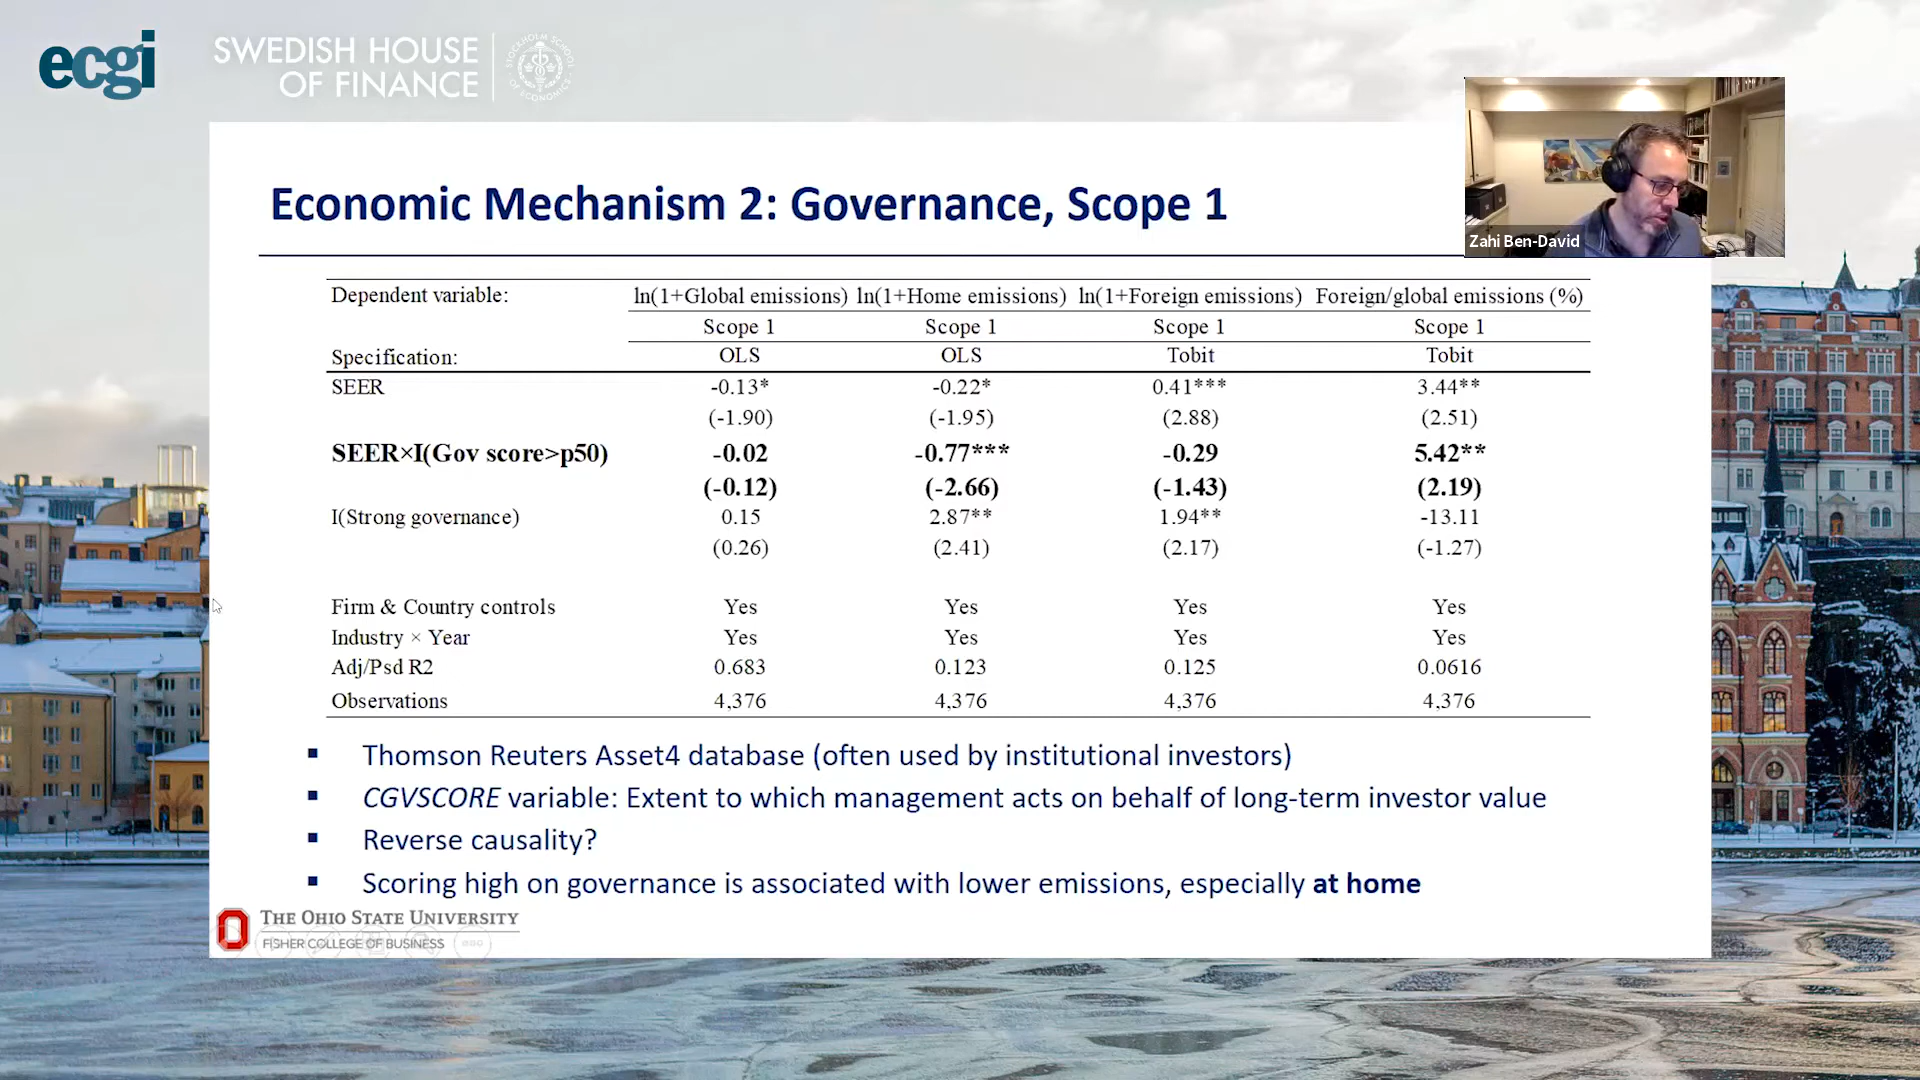 ecgi
SWEDISH HOUSE
OF FINANCE
STOCKHOLM SCHOOL OF ECONOMICS
Zahi Ben-David
Economic Mechanism 2: Governance, Scope 1
Dependent variable: ln(1+Global emissions) ln(1+Home emissions) ln(1+Foreign emissions) Foreign/global emissions (%)
Scope 1 Scope 1 Scope 1 Scope 1
Specification: OLS OLS Tobit Tobit
SEER -0.13* -0.22* 0.41*** 3.44**
(-1.90) (-1.95) (2.88) (2.51)
SEER×I(Gov score>p50) -0.02 -0.77*** -0.29 5.42**
(-0.12) (-2.66) (-1.43) (2.19)
I(Strong governance) 0.15 2.87** 1.94** -13.11
(0.26) (2.41) (2.17) (-1.27)
Firm & Country controls Yes Yes Yes Yes
Industry × Year Yes Yes Yes Yes
Adj/Psd R2 0.683 0.123 0.125 0.0616
Observations 4,376 4,376 4,376 4,376
▪ Thomson Reuters Asset4 database (often used by institutional investors)
▪ CGVSCORE variable: Extent to which management acts on behalf of long-term investor value
▪ Reverse causality?
▪ Scoring high on governance is associated with lower emissions, especially at home
THE OHIO STATE UNIVERSITY
FISHER COLLEGE OF BUSINESS